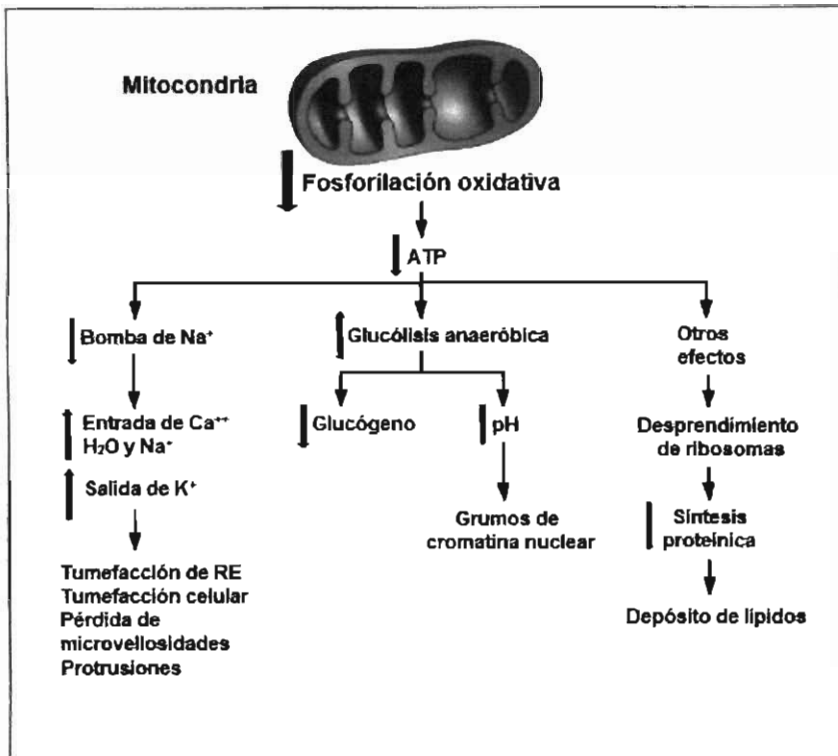 Mitocondria
Fosforilación oxidativa
ATP
Bomba de Na⁺
Entrada de Ca⁺⁺
H₂O y Na⁺
Salida de K⁺
Tumefacción de RE
Tumefacción celular
Pérdida de
microvellosidades
Protrusiones
Glucólisis anaeróbica
Glucógeno
pH
Grumos de
cromatina nuclear
Otros
efectos
Desprendimiento
de ribosomas
Síntesis
proteínica
Depósito de lípidos